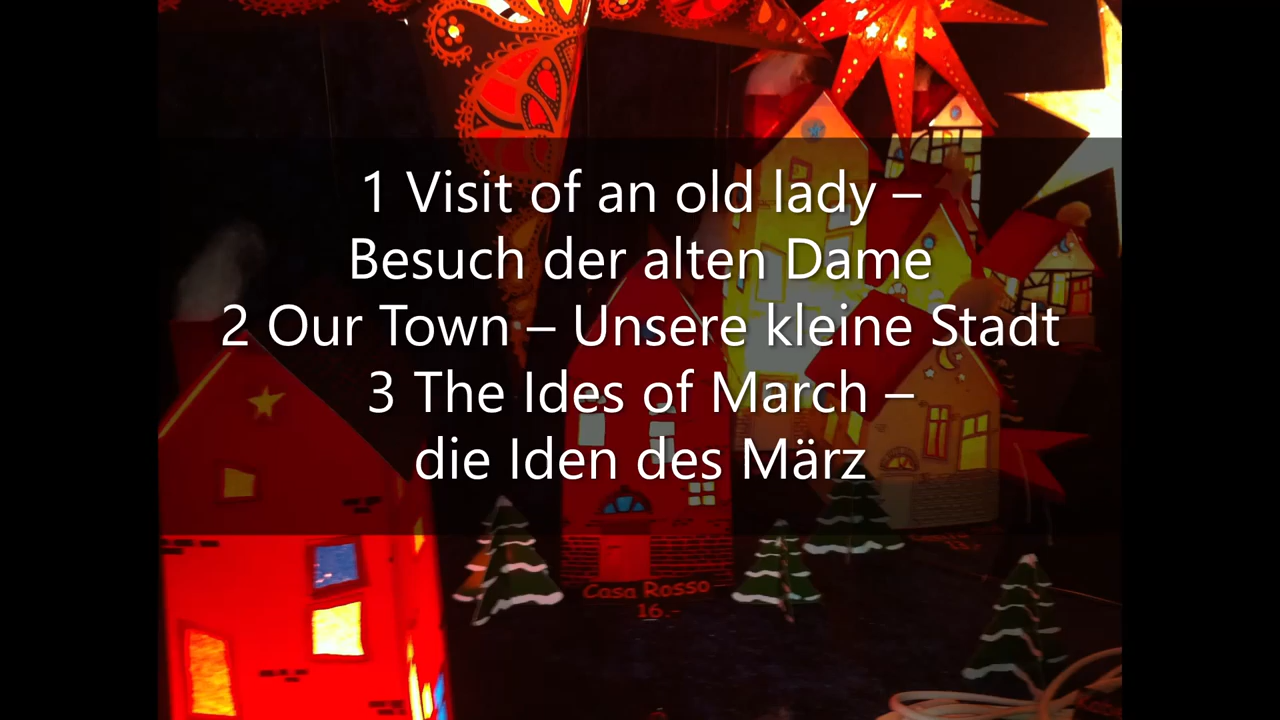 1 Visit of an old lady –
Besuch der alten Dame
2 Our Town – Unsere kleine Stadt
3 The Ides of March –
die Iden des März
Casa Rosso
16.-